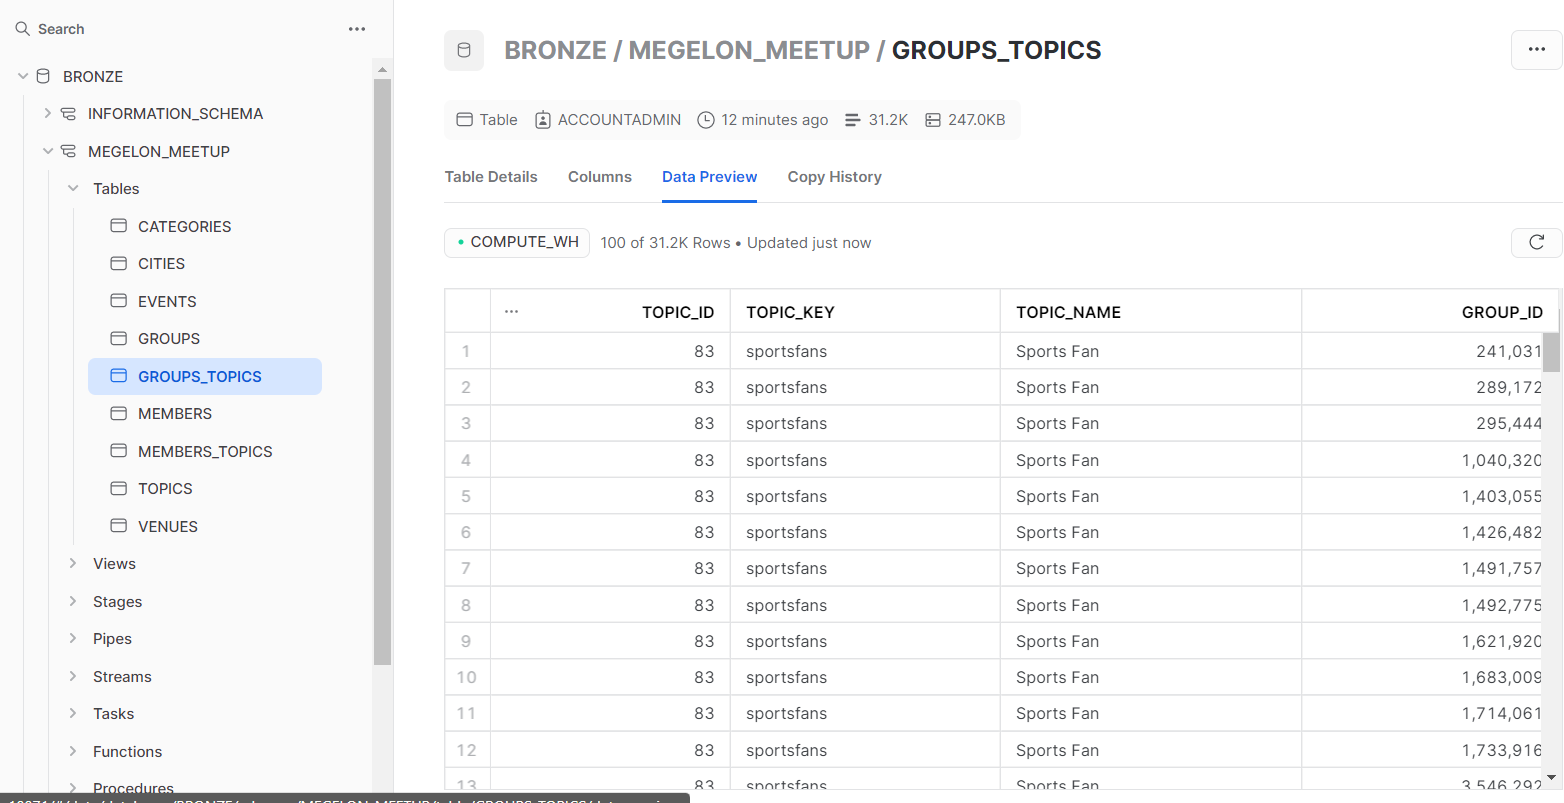 Search
BRONZE
INFORMATION_SCHEMA
MEGELON_MEETUP
Tables
CATEGORIES
CITIES
EVENTS
GROUPS
GROUPS_TOPICS
MEMBERS
MEMBERS_TOPICS
TOPICS
VENUES
Views
Stages
Pipes
Streams
Tasks
Functions
Procedures
BRONZE / MEGELON_MEETUP / GROUPS_TOPICS
Table ACCOUNTADMIN 12 minutes ago 31.2K 247.0KB
Table Details Columns Data Preview Copy History
COMPUTE_WH 100 of 31.2K Rows • Updated just now
... TOPIC_ID TOPIC_KEY TOPIC_NAME GROUP_ID
1 83 sportsfans Sports Fan 241,031
2 83 sportsfans Sports Fan 289,172
3 83 sportsfans Sports Fan 295,444
4 83 sportsfans Sports Fan 1,040,320
5 83 sportsfans Sports Fan 1,403,055
6 83 sportsfans Sports Fan 1,426,482
7 83 sportsfans Sports Fan 1,491,757
8 83 sportsfans Sports Fan 1,492,775
9 83 sportsfans Sports Fan 1,621,920
10 83 sportsfans Sports Fan 1,683,009
11 83 sportsfans Sports Fan 1,714,061
12 83 sportsfans Sports Fan 1,733,916
13 83 sportsfans Sports Fan 3,546,292